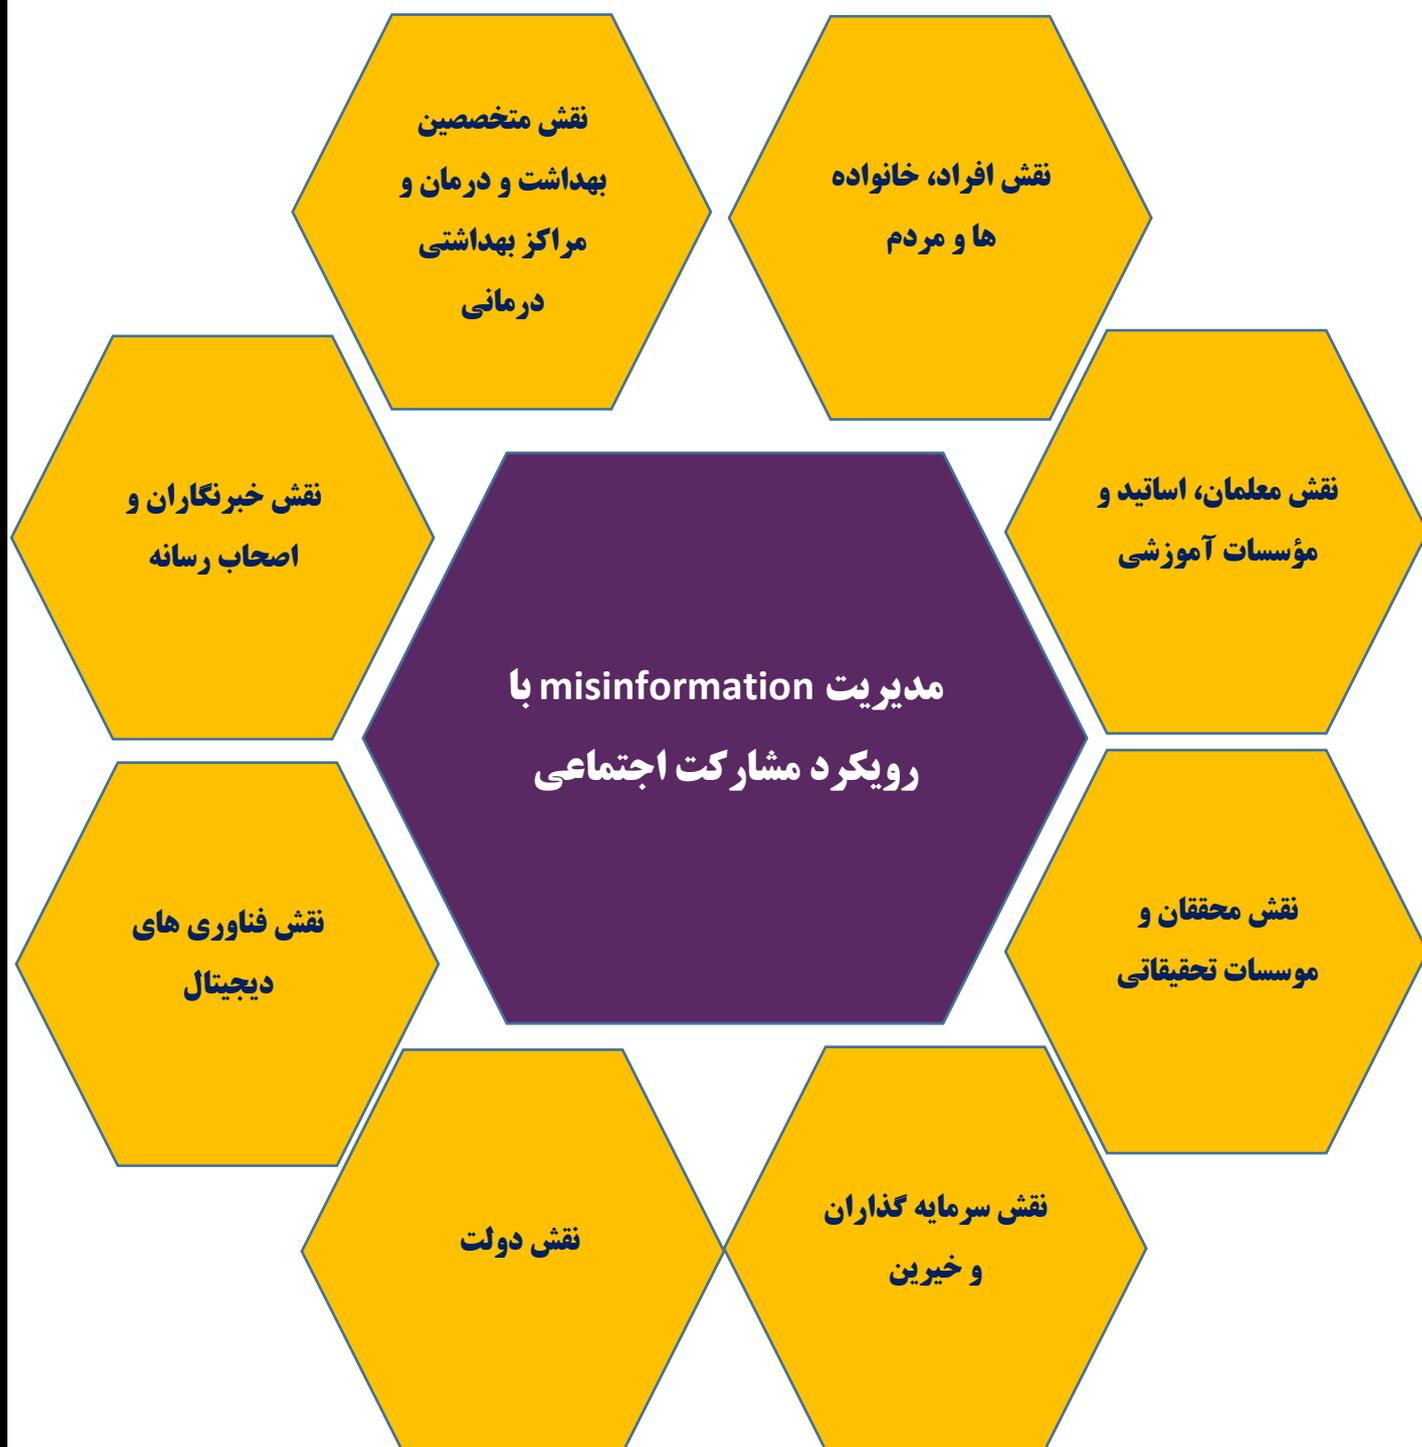 نقش افراد، خانواده
ها و مردم
نقش متخصصین
بهداشت و درمان و
مراکز بهداشتی
درمانی
نقش معلمان، اساتید و
مؤسسات آموزشی
نقش خبرنگاران و
اصحاب رسانه
مدیریت misinformation با
رویکرد مشارکت اجتماعی
نقش محققان و
موسسات تحقیقاتی
نقش فناوری های
دیجیتال
نقش سرمایه گذاران
و خیرین
نقش دولت